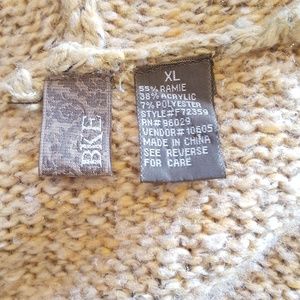 BKE
XL
55% RAMIE
38% ACRYLIC
7% POLYESTER
STYLE#F72359
RN#96029
VENDOR#10605
MADE IN CHINA
SEE REVERSE
FOR CARE